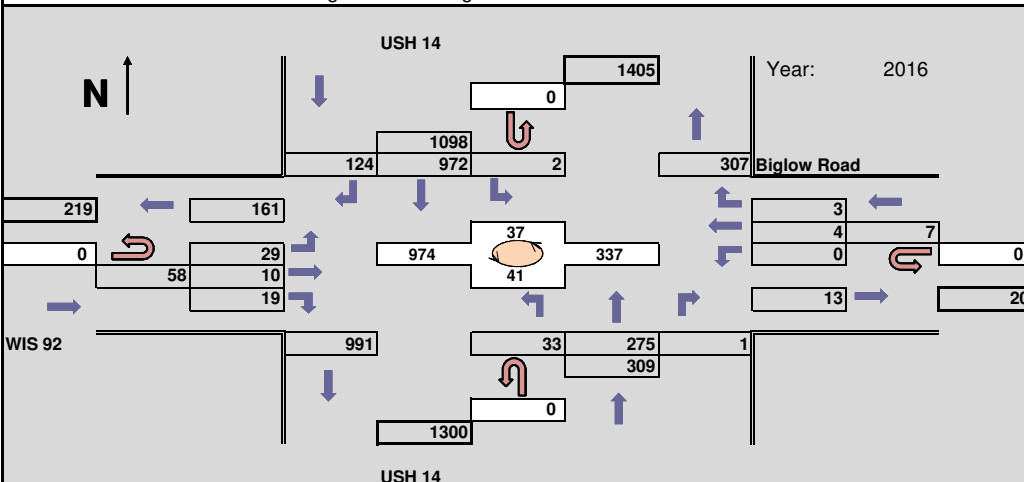 USH 14
1405
Year: 2016
N
0
1098
124 972 2 307 Biglow Road
219 161 3
37 4 7
0 29 974 337 0 0
58 10 41
19 13 20
WIS 92 991 33 275 1
309
0
1300
USH 14